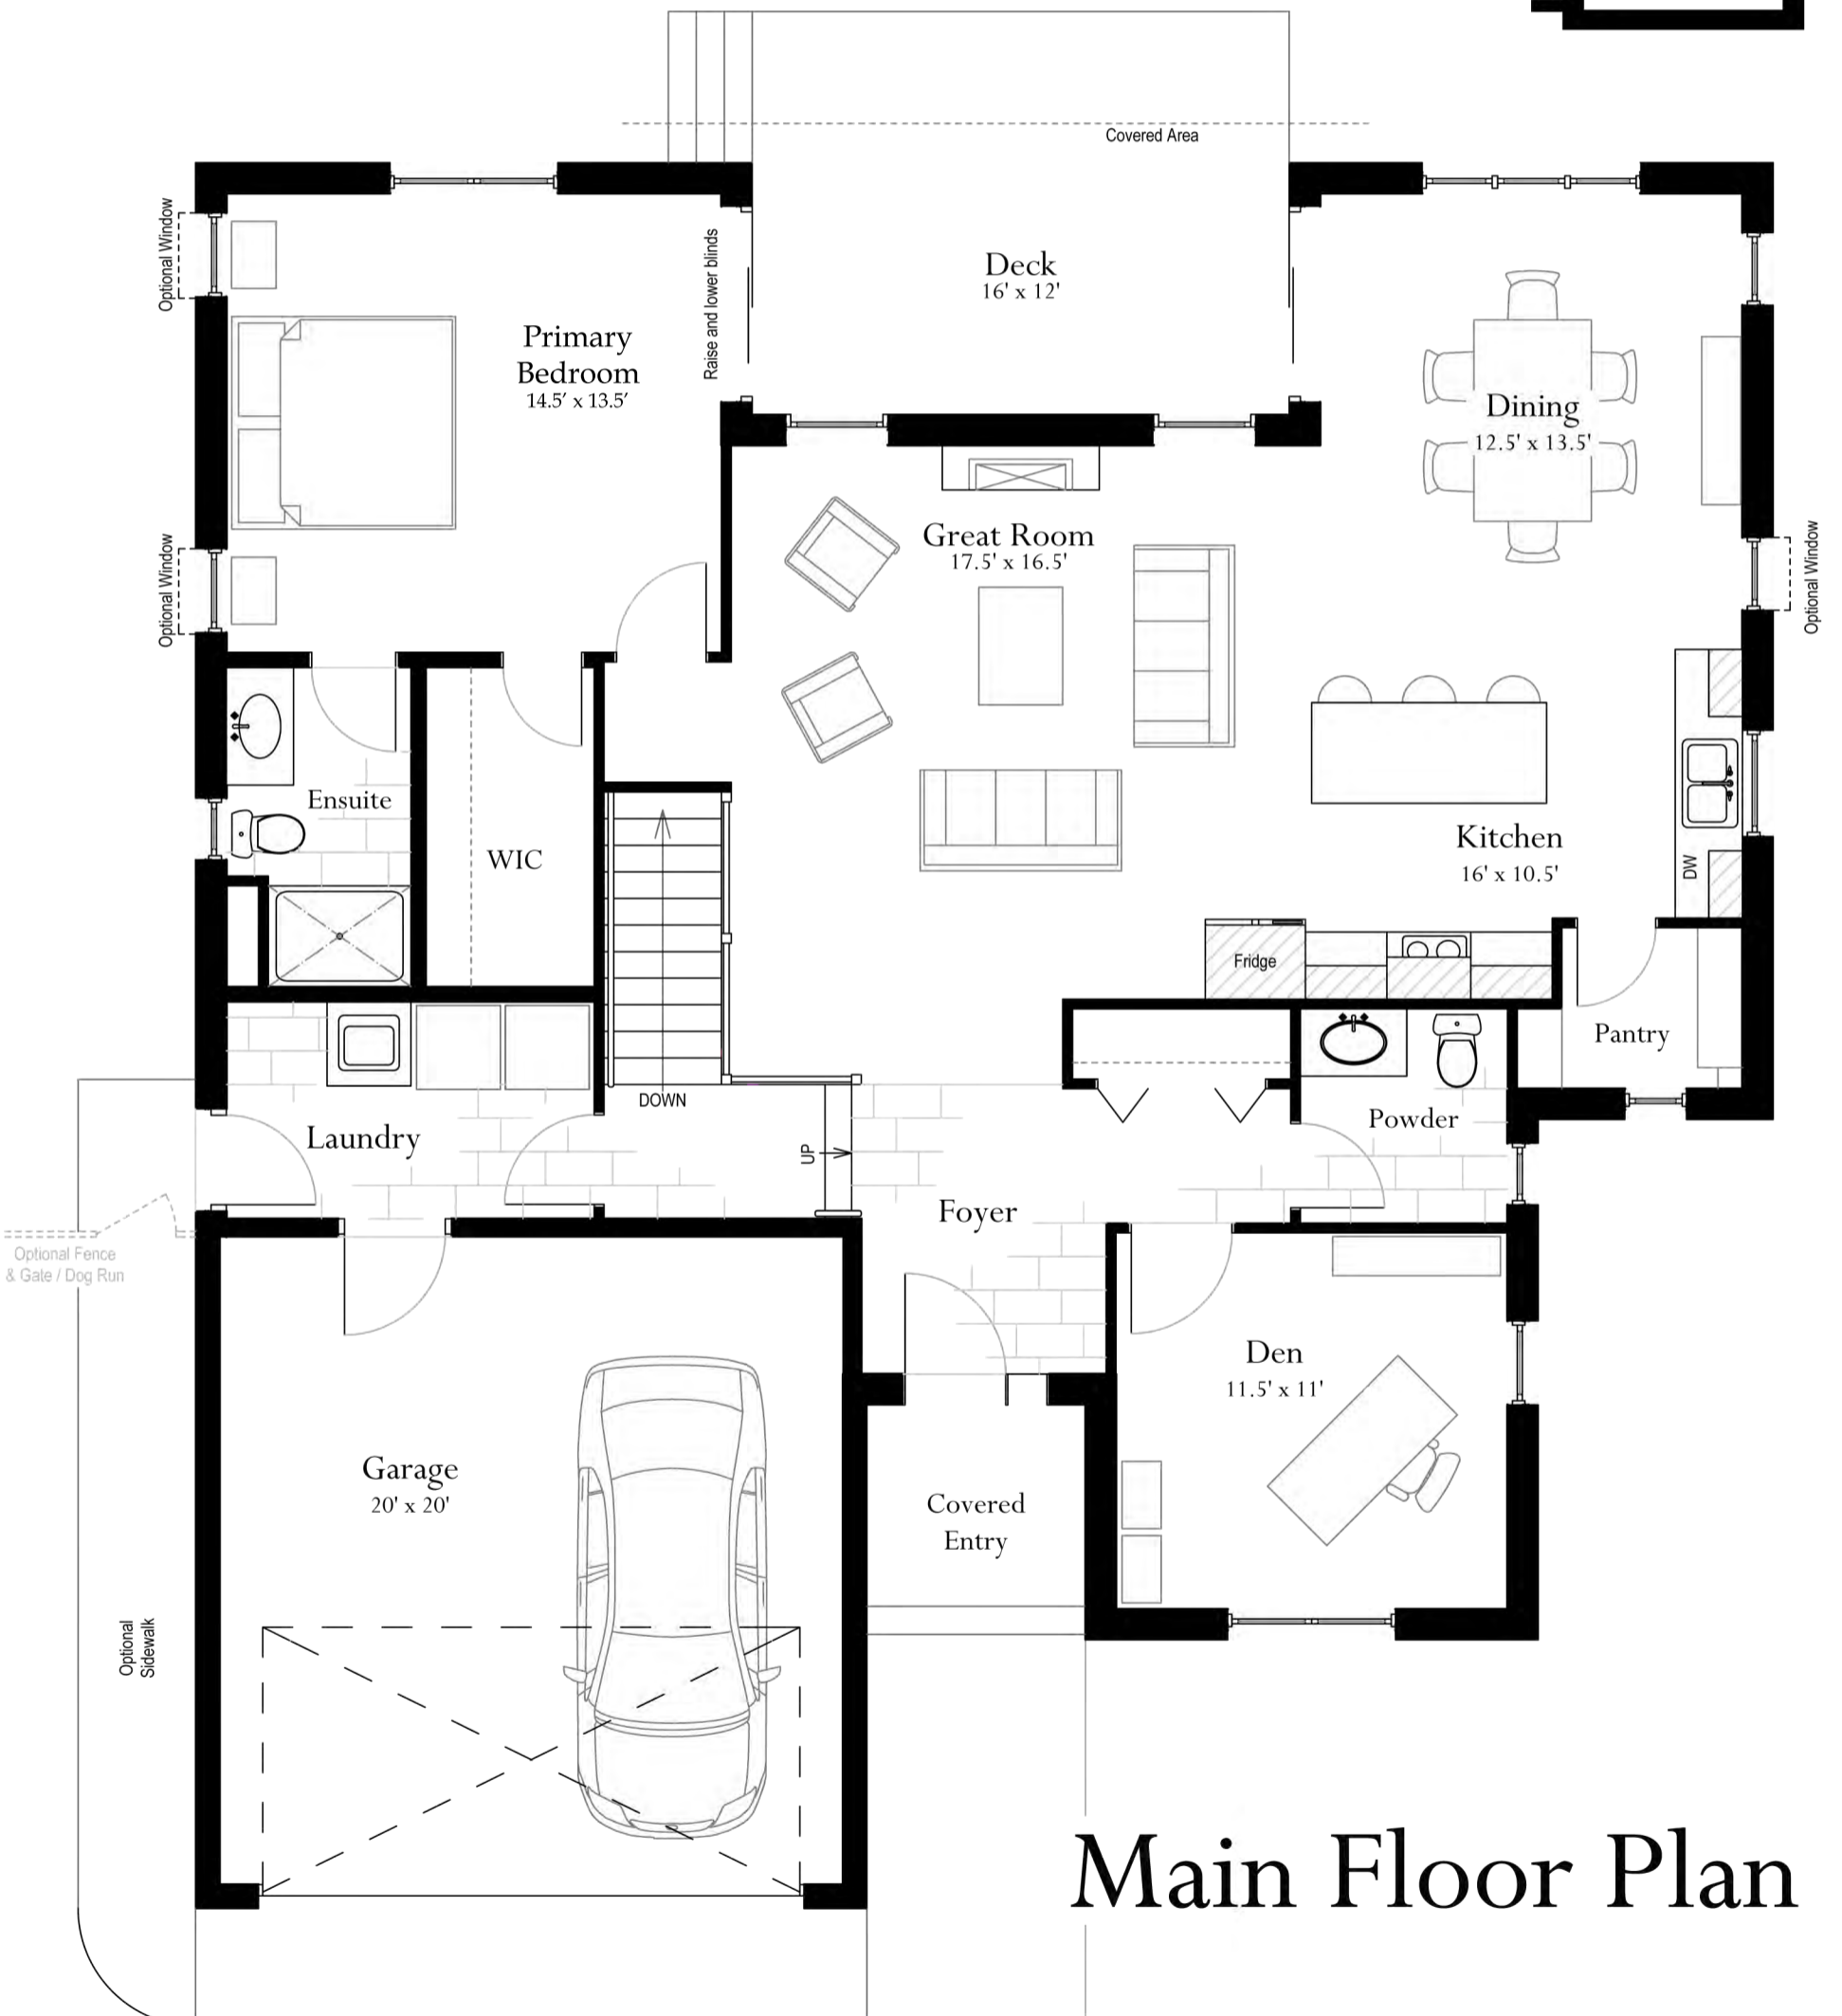 Covered Area
Optional Window
Raise and lower blinds
Deck
16' x 12'
Primary
Bedroom
14.5' x 13.5'
Dining
12.5' x 13.5'
Great Room
17.5' x 16.5'
Optional Window
Optional Window
Ensuite
WIC
Kitchen
16' x 10.5'
DW
Fridge
Pantry
DOWN
Laundry
UP
Powder
Foyer
Optional Fence
& Gate / Dog Run
Den
11.5' x 11'
Garage
20' x 20'
Covered
Entry
Optional
Sidewalk
Main Floor Plan